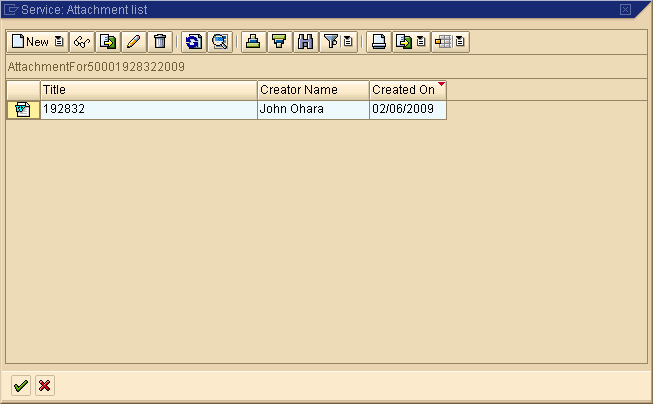 Service: Attachment list
New
AttachmentFor50001928322009
Title Creator Name Created On
192832 John Ohara 02/06/2009